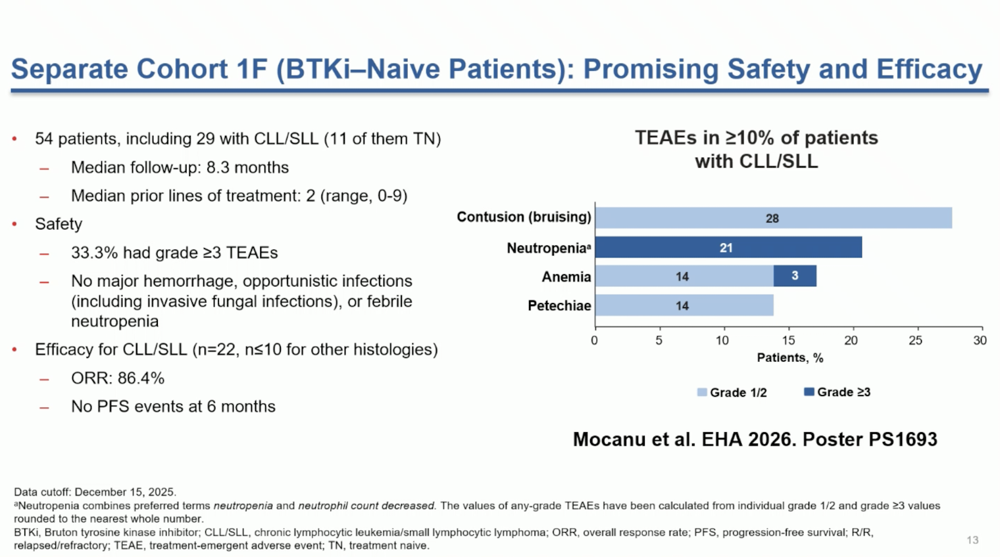 Separate Cohort 1F (BTKi–Naive Patients): Promising Safety and Efficacy
• 54 patients, including 29 with CLL/SLL (11 of them TN)
– Median follow-up: 8.3 months
– Median prior lines of treatment: 2 (range, 0-9)
• Safety
– 33.3% had grade ≥3 TEAEs
– No major hemorrhage, opportunistic infections
(including invasive fungal infections), or febrile
neutropenia
• Efficacy for CLL/SLL (n=22, n≤10 for other histologies)
– ORR: 86.4%
– No PFS events at 6 months
TEAEs in ≥10% of patients
with CLL/SLL
Contusion (bruising) 28
Neutropeniaᵃ 21
Anemia 14 3
Petechiae 14
0 5 10 15 20 25 30
Patients, %
Grade 1/2 Grade ≥3
Mocanu et al. EHA 2026. Poster PS1693
Data cutoff: December 15, 2025.
ᵃNeutropenia combines preferred terms neutropenia and neutrophil count decreased. The values of any-grade TEAEs have been calculated from individual grade 1/2 and grade ≥3 values
rounded to the nearest whole number.
BTKi, Bruton tyrosine kinase inhibitor; CLL/SLL, chronic lymphocytic leukemia/small lymphocytic lymphoma; ORR, overall response rate; PFS, progression-free survival; R/R,
relapsed/refractory; TEAE, treatment-emergent adverse event; TN, treatment naive.
13